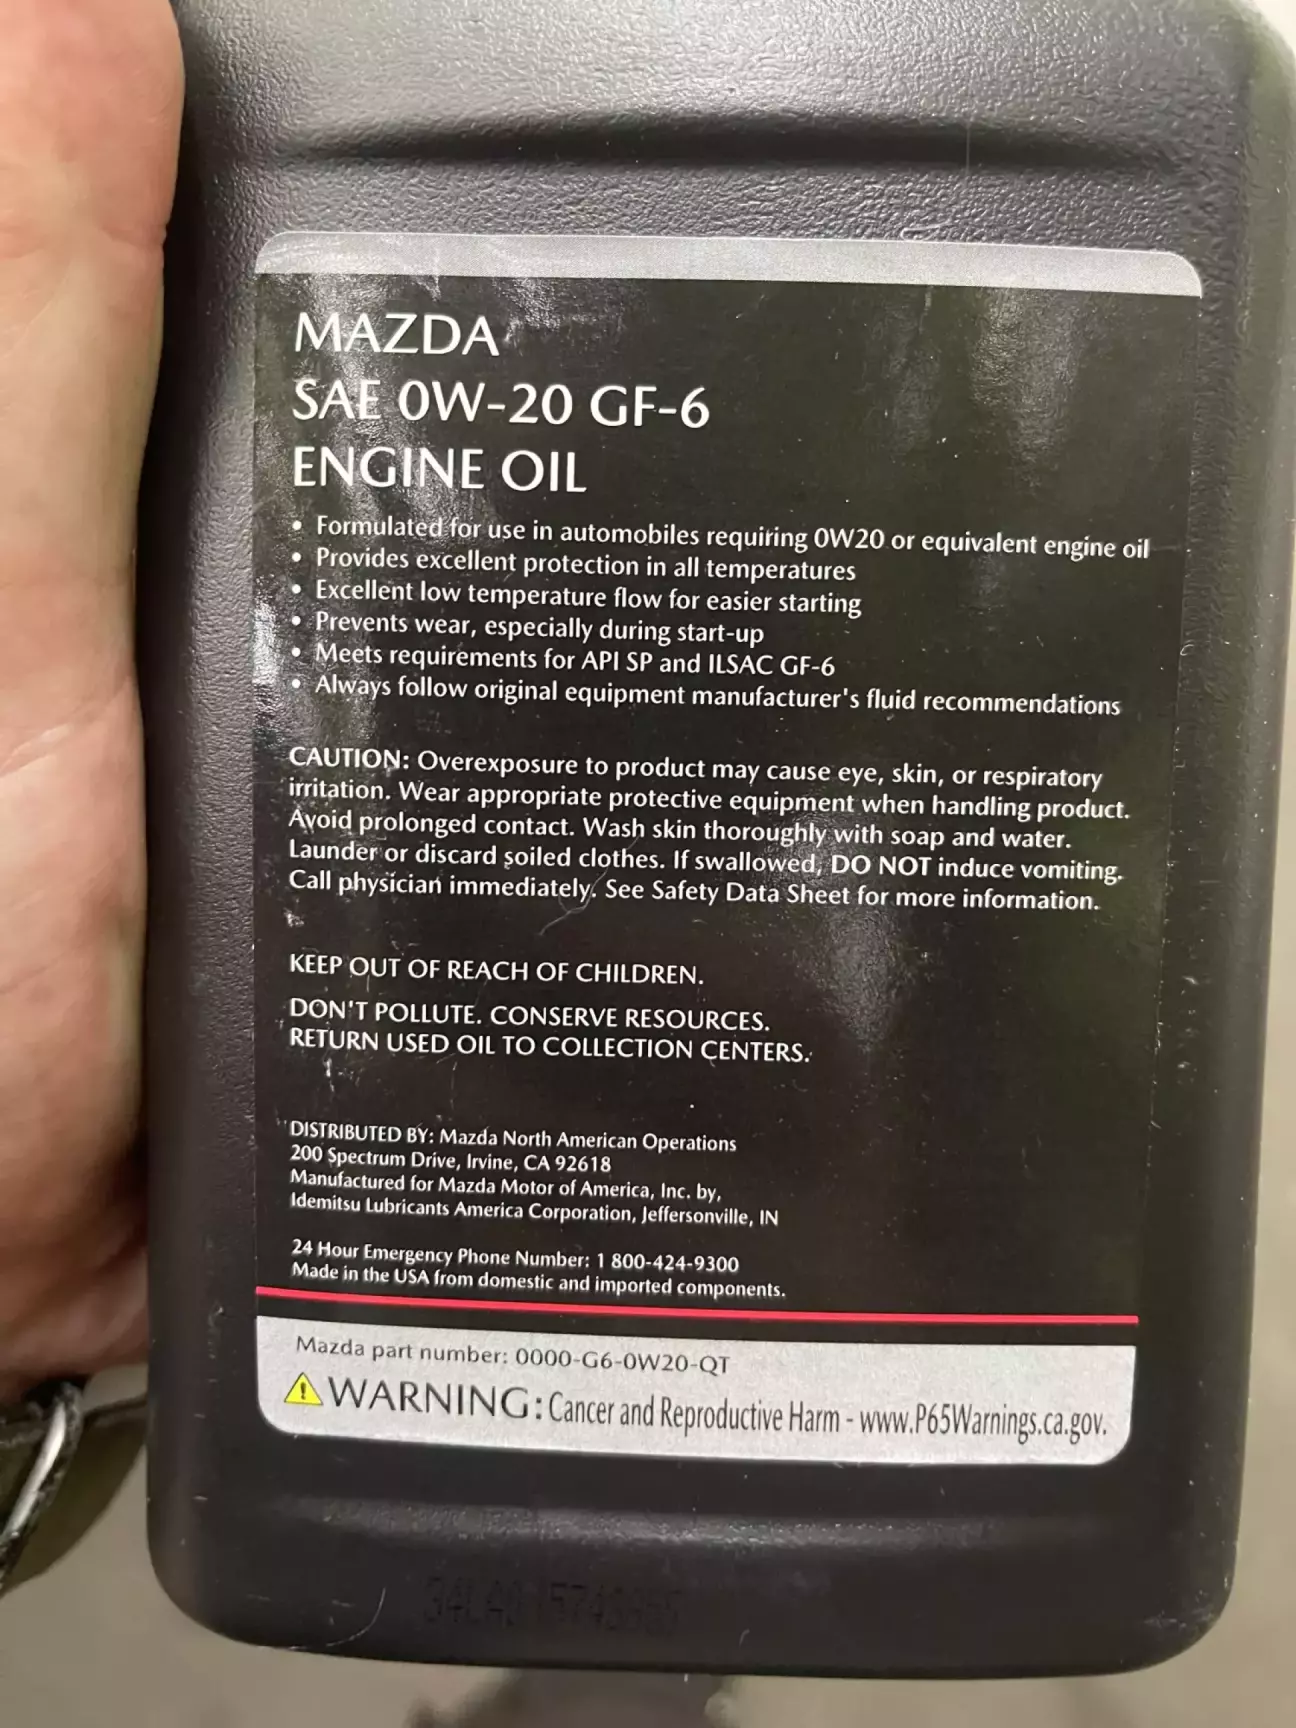 MAZDA
SAE 0W-20 GF-6
ENGINE OIL
• Formulated for use in automobiles requiring 0W20 or equivalent engine oil
• Provides excellent protection in all temperatures
• Excellent low temperature flow for easier starting
• Prevents wear, especially during start-up
• Meets requirements for API SP and ILSAC GF-6
• Always follow original equipment manufacturer's fluid recommendations
CAUTION: Overexposure to product may cause eye, skin, or respiratory
irritation. Wear appropriate protective equipment when handling product.
Avoid prolonged contact. Wash skin thoroughly with soap and water.
Launder or discard soiled clothes. If swallowed, DO NOT induce vomiting.
Call physician immediately. See Safety Data Sheet for more information.
KEEP OUT OF REACH OF CHILDREN.
DON'T POLLUTE. CONSERVE RESOURCES.
RETURN USED OIL TO COLLECTION CENTERS.
DISTRIBUTED BY: Mazda North American Operations
200 Spectrum Drive, Irvine, CA 92618
Manufactured for Mazda Motor of America, Inc. by,
Idemitsu Lubricants America Corporation, Jeffersonville, IN
24 Hour Emergency Phone Number: 1 800-424-9300
Made in the USA from domestic and imported components.
Mazda part number: 0000-G6-0W20-QT
WARNING: Cancer and Reproductive Harm - www.P65Warnings.ca.gov.